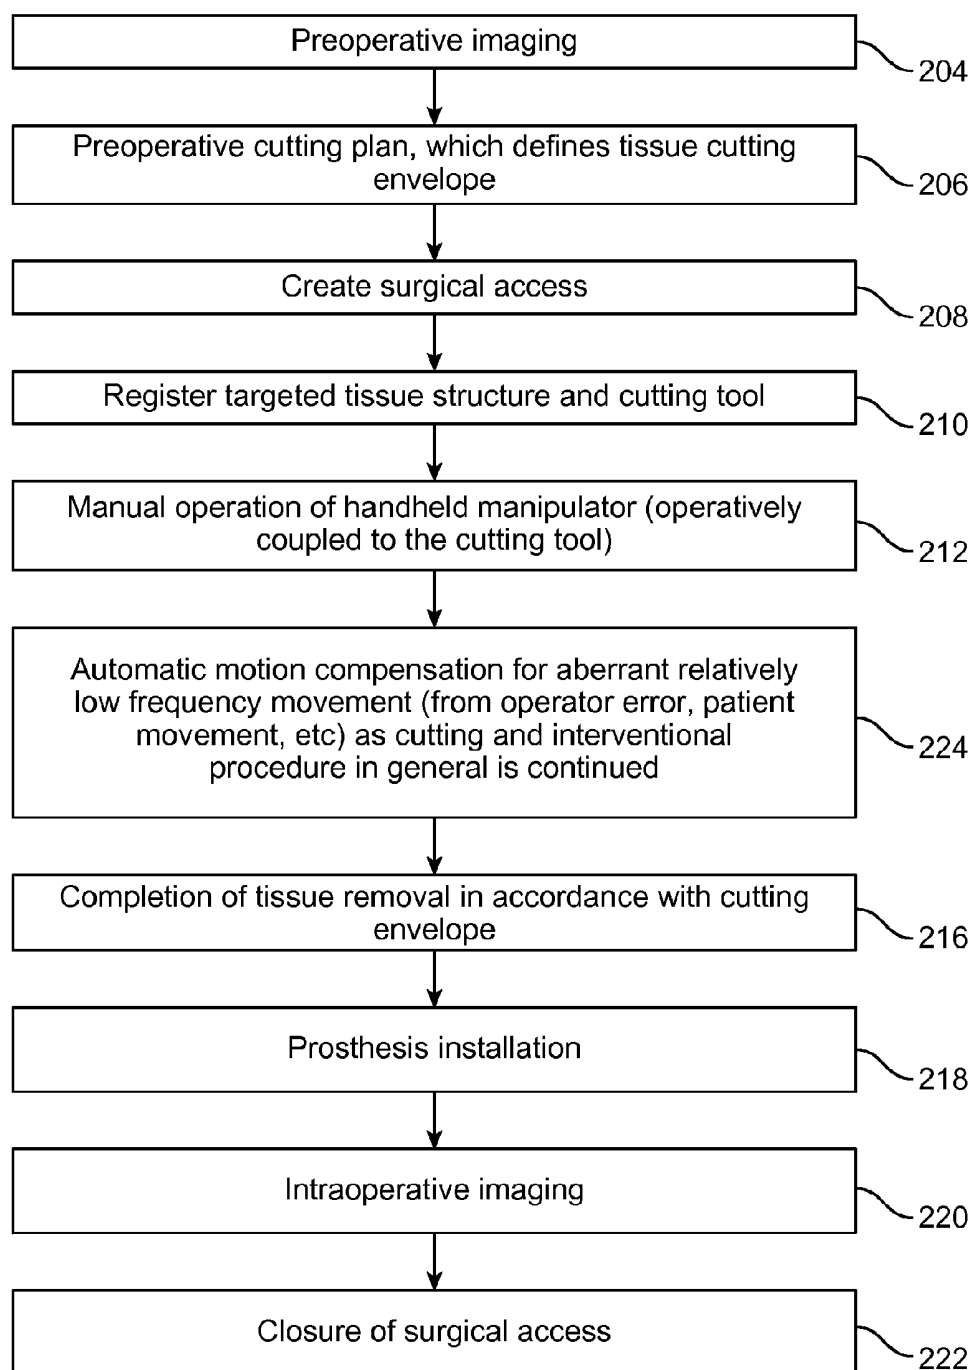 Preoperative imaging
204
Preoperative cutting plan, which defines tissue cutting
envelope
206
Create surgical access
208
Register targeted tissue structure and cutting tool
210
Manual operation of handheld manipulator (operatively
coupled to the cutting tool)
212
Automatic motion compensation for aberrant relatively
low frequency movement (from operator error, patient
movement, etc) as cutting and interventional
procedure in general is continued
224
Completion of tissue removal in accordance with cutting
envelope
216
Prosthesis installation
218
Intraoperative imaging
220
Closure of surgical access
222